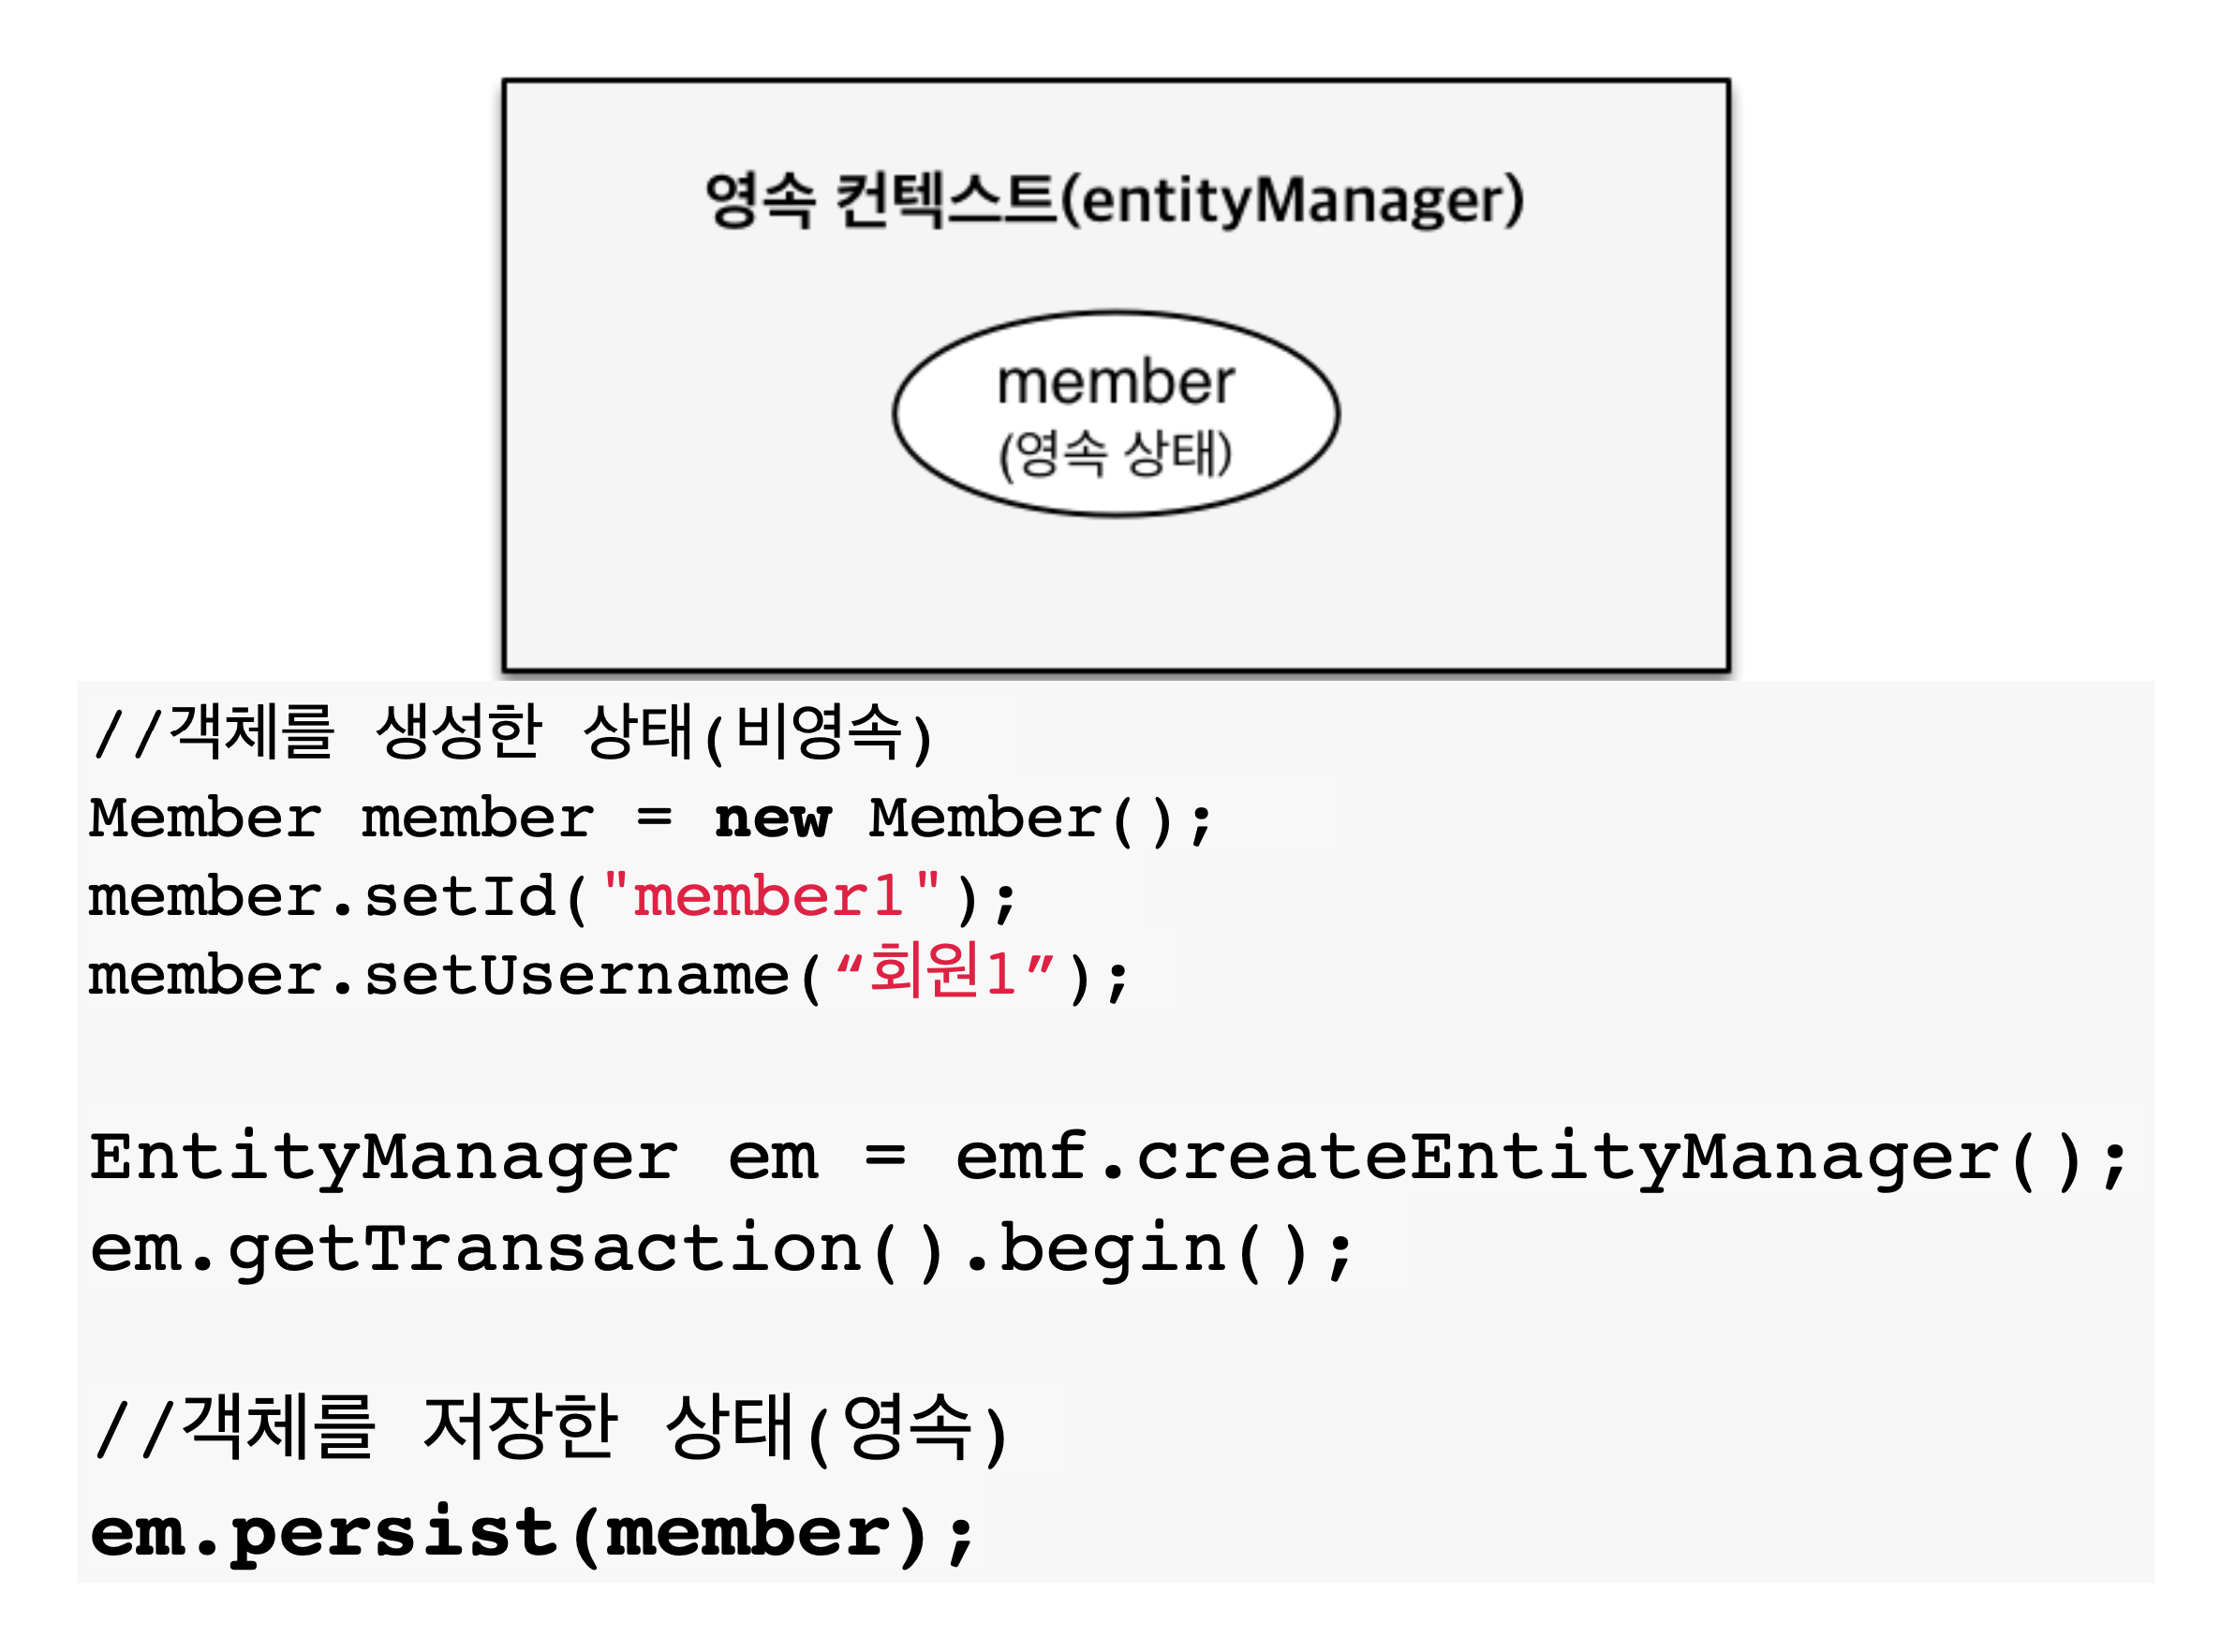 영속 컨텍스트(entityManager)
member
(영속 상태)
//객체를 생성한 상태(비영속)
Member member = new Member();
member.setId("member1");
member.setUsername(“회원1”);
EntityManager em = emf.createEntityManager();
em.getTransaction().begin();
//객체를 저장한 상태(영속)
em.persist(member);